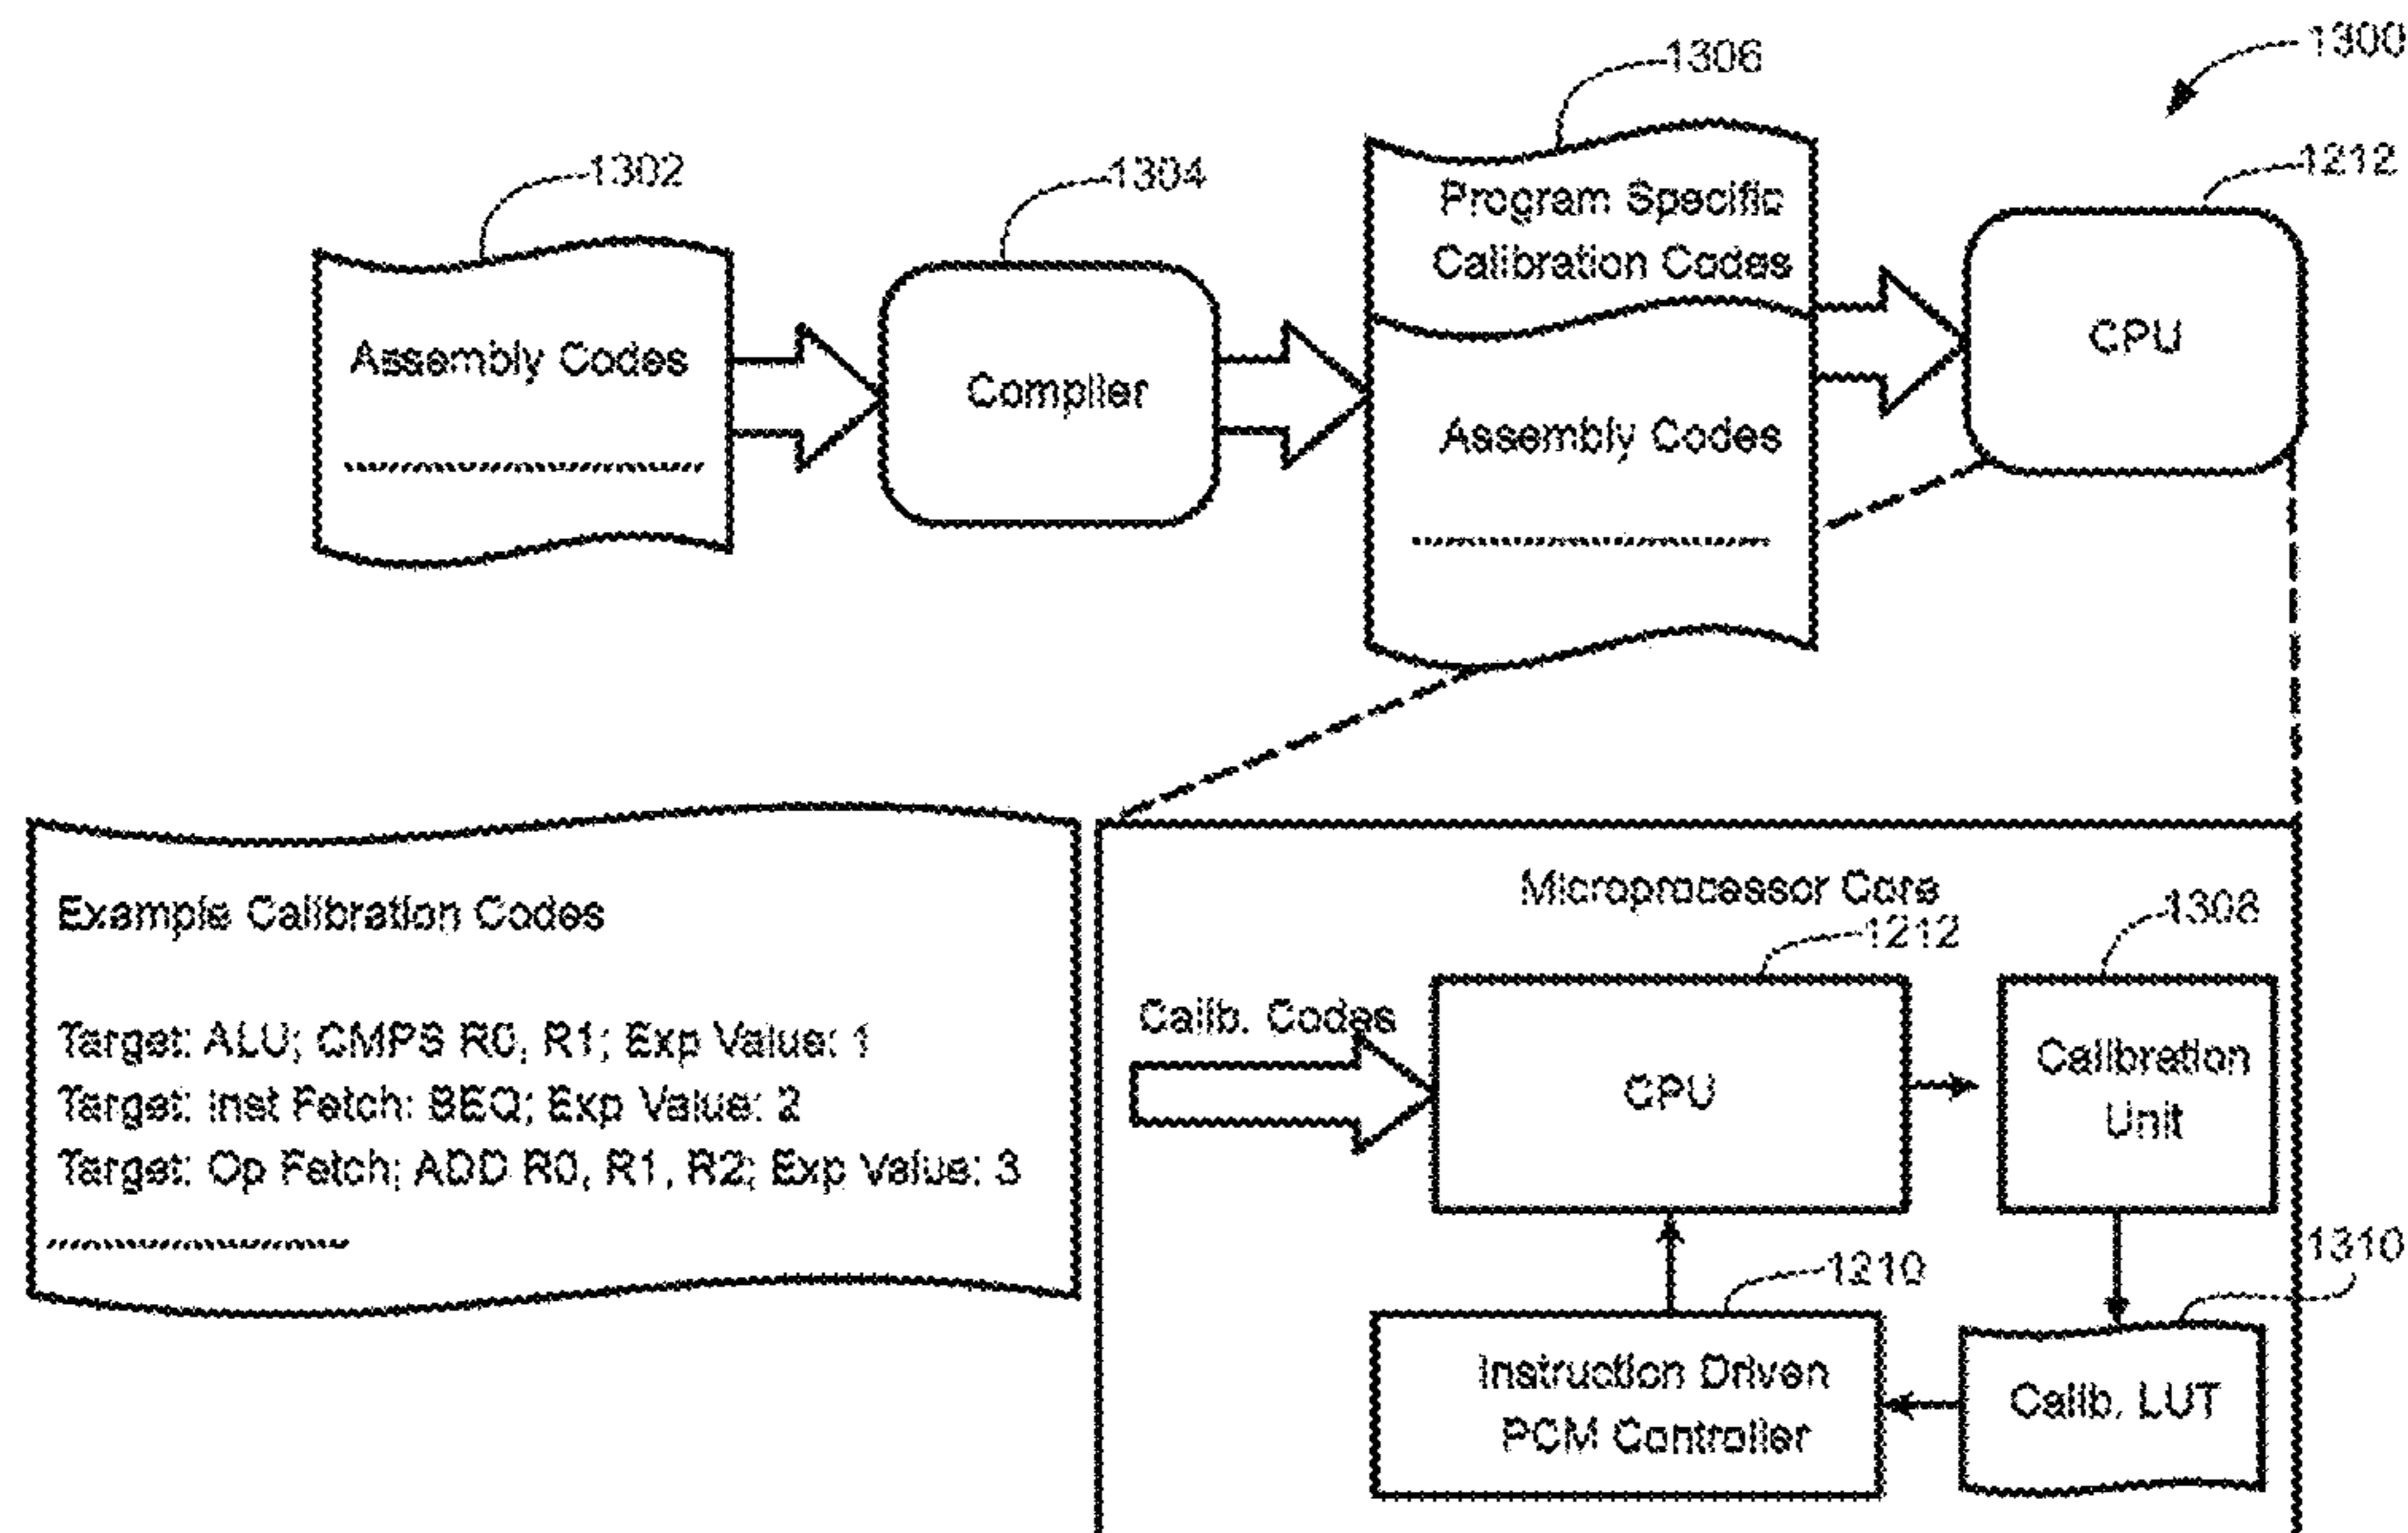 1300
1306
1302
1304
1212
Program Specific
Calibration Codes
Assembly Codes
Compiler
Assembly Codes
CPU
Example Calibration Codes
Target: ALU; CMPS R0, R1; Exp Value: 1
Target: Inst Fetch: BEQ; Exp Value: 2
Target: Op Fetch; ADD R0, R1, R2; Exp Value: 3
Microprocessor Core
1212
1308
Calib. Codes
CPU
Calibration
Unit
1210
1310
Instruction Driven
PCM Controller
Calib. LUT